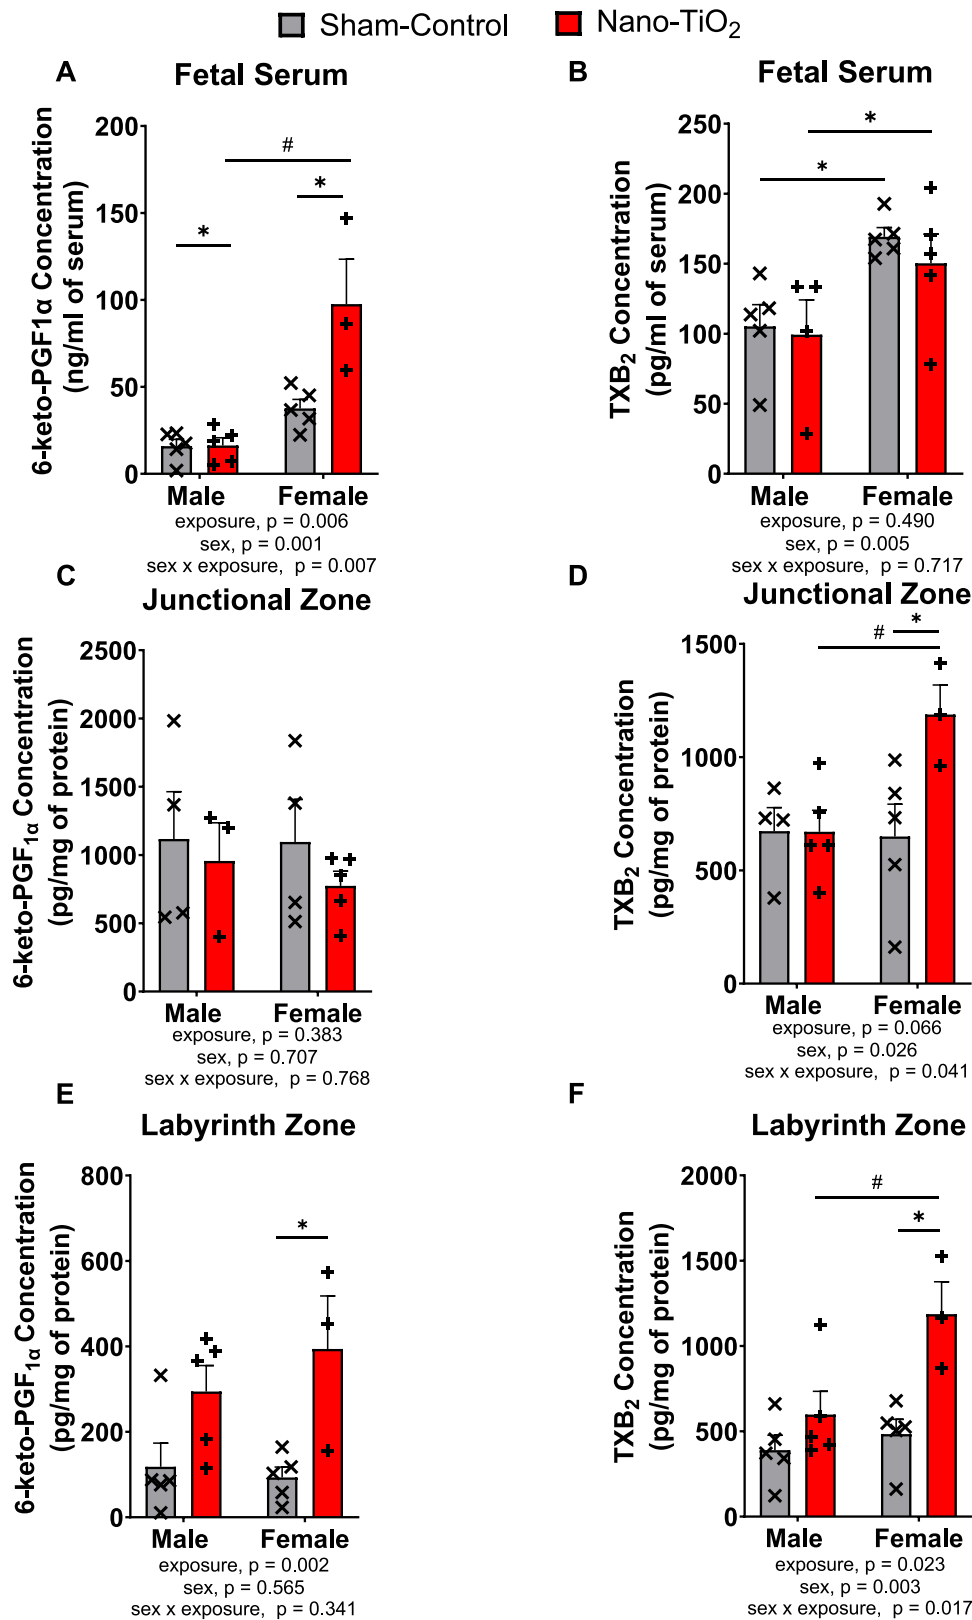 Sham-Control Nano-TiO₂
A Fetal Serum
6-keto-PGF1α Concentration
(ng/ml of serum)
200
150
100
50
0
*
#
*
Male Female
exposure, p = 0.006
sex, p = 0.001
sex x exposure, p = 0.007
B Fetal Serum
TXB₂ Concentration
(pg/ml of serum)
250
200
150
100
50
0
*
*
Male Female
exposure, p = 0.490
sex, p = 0.005
sex x exposure, p = 0.717
C
Junctional Zone
6-keto-PGF₁α Concentration
(pg/mg of protein)
2500
2000
1500
1000
500
0
Male Female
exposure, p = 0.383
sex, p = 0.707
sex x exposure, p = 0.768
D
Junctional Zone
TXB₂ Concentration
(pg/mg of protein)
1500
1000
500
0
#
*
Male Female
exposure, p = 0.066
sex, p = 0.026
sex x exposure, p = 0.041
E
Labyrinth Zone
6-keto-PGF₁α Concentration
(pg/mg of protein)
800
600
400
200
0
*
Male Female
exposure, p = 0.002
sex, p = 0.565
sex x exposure, p = 0.341
F
Labyrinth Zone
TXB₂ Concentration
(pg/mg of protein)
2000
1500
1000
500
0
#
*
Male Female
exposure, p = 0.023
sex, p = 0.003
sex x exposure, p = 0.017